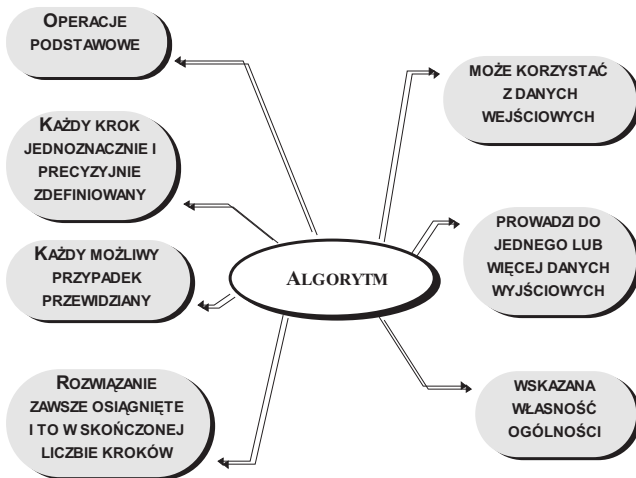 OPERACJE
PODSTAWOWE
KAŻDY KROK
JEDNOZNACZNIE I
PRECYZYJNIE
ZDEFINIOWANY
KAŻDY MOŻLIWY
PRZYPADEK
PRZEWIDZIANY
ROZWIĄZANIE
ZAWSZE OSIĄGNIĘTE
I TO W SKOŃCZONEJ
LICZBIE KROKÓW
ALGORYTM
MOŻE KORZYSTAĆ
Z DANYCH
WEJŚCIOWYCH
PROWADZI DO
JEDNEGO LUB
WIĘCEJ DANYCH
WYJŚCIOWYCH
WSKAZANA
WŁASNOŚĆ
OGÓLNOŚCI